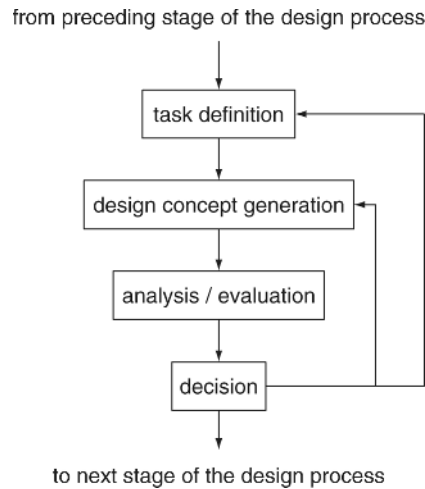 from preceding stage of the design process
task definition
design concept generation
analysis / evaluation
decision
to next stage of the design process